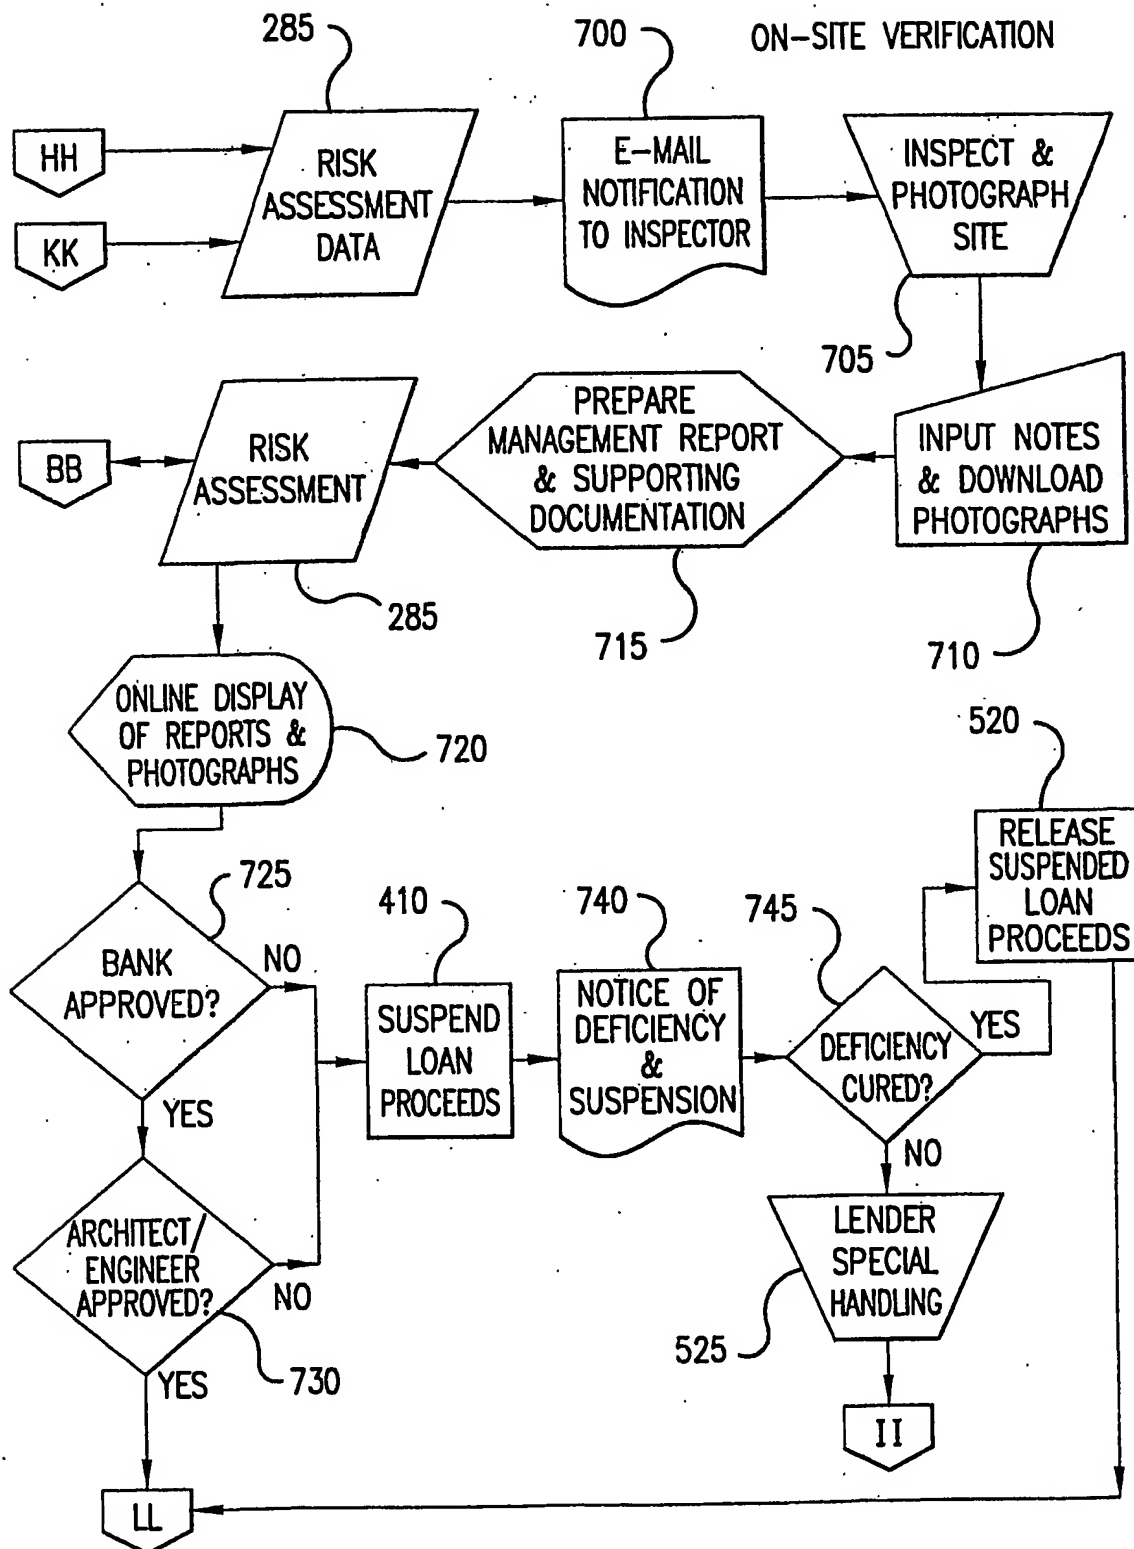 285
700
ON-SITE VERIFICATION
HH
KK
RISK
ASSESSMENT
DATA
E-MAIL
NOTIFICATION
TO INSPECTOR
INSPECT &
PHOTOGRAPH
SITE
705
BB
RISK
ASSESSMENT
285
PREPARE
MANAGEMENT REPORT
& SUPPORTING
DOCUMENTATION
715
INPUT NOTES
& DOWNLOAD
PHOTOGRAPHS
710
ONLINE DISPLAY
OF REPORTS &
PHOTOGRAPHS
720
520
RELEASE
SUSPENDED
LOAN
PROCEEDS
725
BANK
APPROVED?
NO
YES
410
SUSPEND
LOAN
PROCEEDS
740
NOTICE OF
DEFICIENCY
&
SUSPENSION
745
DEFICIENCY
CURED?
YES
NO
ARCHITECT/
ENGINEER
APPROVED?
NO
730
YES
LENDER
SPECIAL
HANDLING
525
II
LL